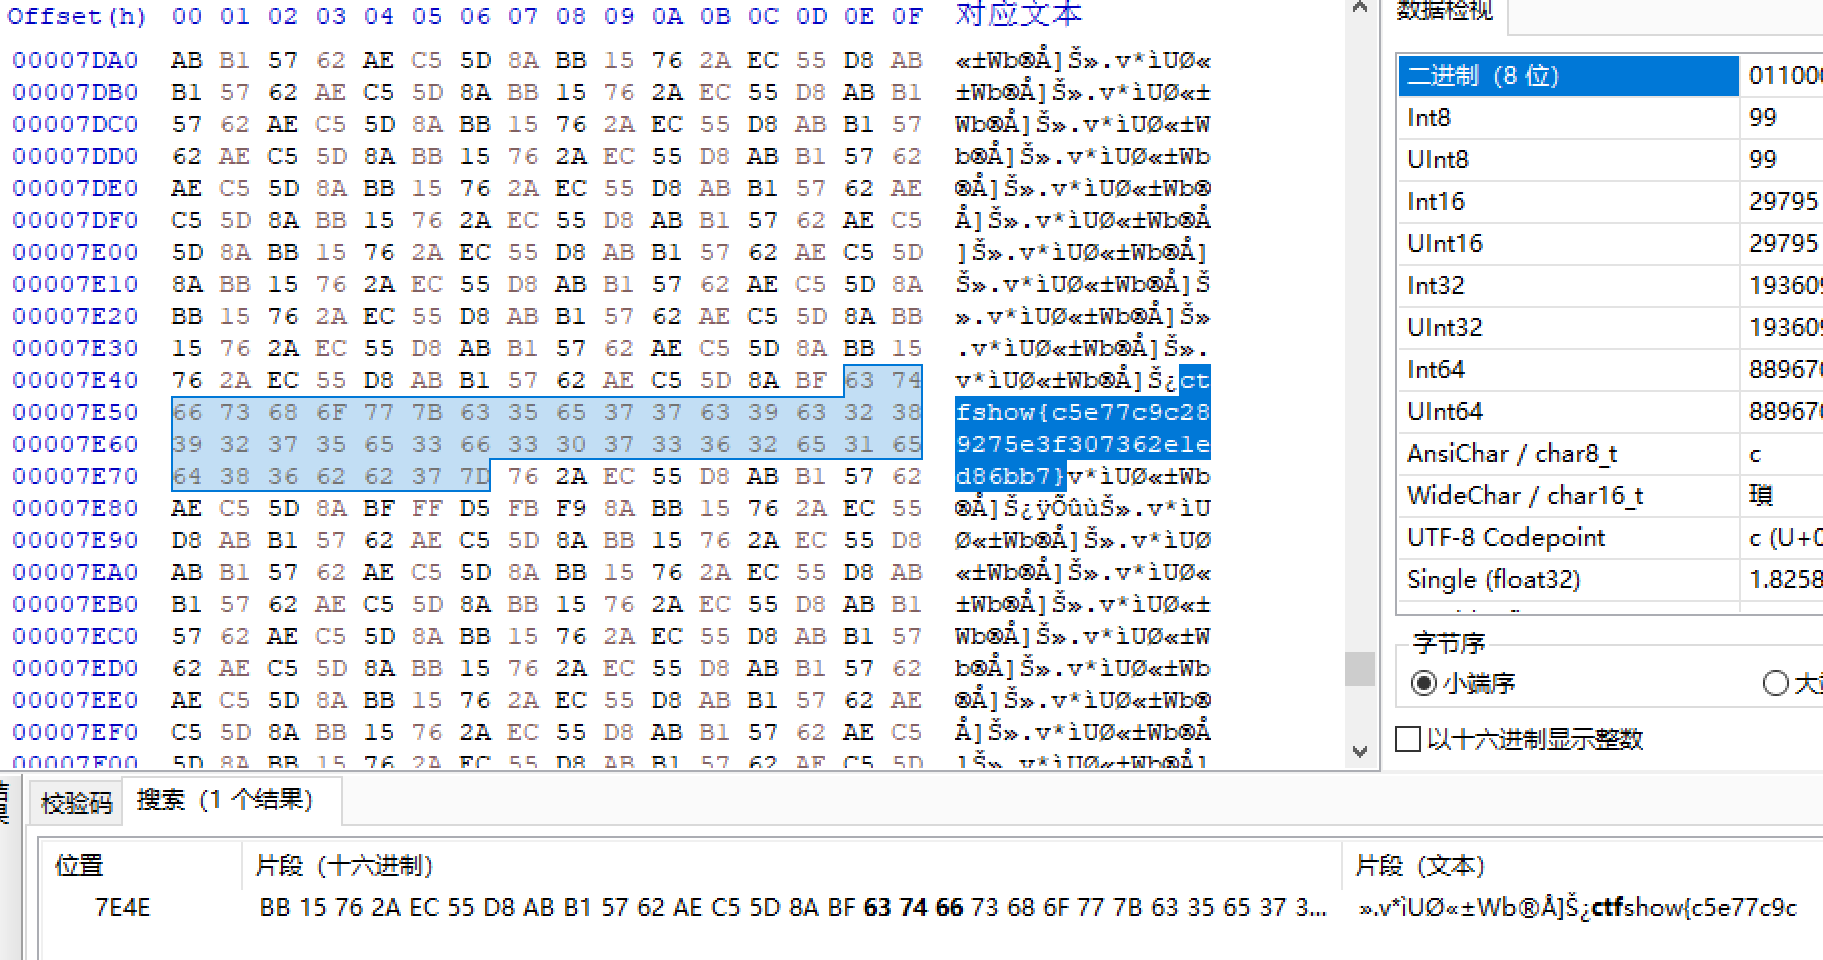 Offset(h) 00 01 02 03 04 05 06 07 08 09 0A 0B 0C 0D 0E 0F 对应文本
00007DA0 AB B1 57 62 AE C5 5D 8A BB 15 76 2A EC 55 D8 AB «±Wb®Å]Š».v*ìUØ«
00007DB0 B1 57 62 AE C5 5D 8A BB 15 76 2A EC 55 D8 AB B1 ±Wb®Å]Š».v*ìUØ«±
00007DC0 57 62 AE C5 5D 8A BB 15 76 2A EC 55 D8 AB B1 57 Wb®Å]Š».v*ìUØ«±W
00007DD0 62 AE C5 5D 8A BB 15 76 2A EC 55 D8 AB B1 57 62 b®Å]Š».v*ìUØ«±Wb
00007DE0 AE C5 5D 8A BB 15 76 2A EC 55 D8 AB B1 57 62 AE ®Å]Š».v*ìUØ«±Wb®
00007DF0 C5 5D 8A BB 15 76 2A EC 55 D8 AB B1 57 62 AE C5 Å]Š».v*ìUØ«±Wb®Å
00007E00 5D 8A BB 15 76 2A EC 55 D8 AB B1 57 62 AE C5 5D ]Š».v*ìUØ«±Wb®Å]
00007E10 8A BB 15 76 2A EC 55 D8 AB B1 57 62 AE C5 5D 8A Š».v*ìUØ«±Wb®Å]Š
00007E20 BB 15 76 2A EC 55 D8 AB B1 57 62 AE C5 5D 8A BB ».v*ìUØ«±Wb®Å]Š»
00007E30 15 76 2A EC 55 D8 AB B1 57 62 AE C5 5D 8A BB 15 .v*ìUØ«±Wb®Å]Š».
00007E40 76 2A EC 55 D8 AB B1 57 62 AE C5 5D 8A BF 63 74 v*ìUØ«±Wb®Å]Š¿ct
00007E50 66 73 68 6F 77 7B 63 35 65 37 37 63 39 63 32 38 fshow{c5e77c9c28
00007E60 39 32 37 35 65 33 66 33 30 37 33 36 32 65 31 65 9275e3f307362e1e
00007E70 64 38 36 62 62 37 7D 76 2A EC 55 D8 AB B1 57 62 d86bb7}v*ìUØ«±Wb
00007E80 AE C5 5D 8A BF FF D5 FB F9 8A BB 15 76 2A EC 55 ®Å]Š¿ÿÕûùŠ».v*ìU
00007E90 D8 AB B1 57 62 AE C5 5D 8A BB 15 76 2A EC 55 D8 Ø«±Wb®Å]Š».v*ìUØ
00007EA0 AB B1 57 62 AE C5 5D 8A BB 15 76 2A EC 55 D8 AB «±Wb®Å]Š».v*ìUØ«
00007EB0 B1 57 62 AE C5 5D 8A BB 15 76 2A EC 55 D8 AB B1 ±Wb®Å]Š».v*ìUØ«±
00007EC0 57 62 AE C5 5D 8A BB 15 76 2A EC 55 D8 AB B1 57 Wb®Å]Š».v*ìUØ«±W
00007ED0 62 AE C5 5D 8A BB 15 76 2A EC 55 D8 AB B1 57 62 b®Å]Š».v*ìUØ«±Wb
00007EE0 AE C5 5D 8A BB 15 76 2A EC 55 D8 AB B1 57 62 AE ®Å]Š».v*ìUØ«±Wb®
00007EF0 C5 5D 8A BB 15 76 2A EC 55 D8 AB B1 57 62 AE C5 Å]Š».v*ìUØ«±Wb®Å
00007F00 5D 8A BB 15 76 2A EC 55 D8 AB B1 57 62 AE C5 5D ]Š».v*ìUØ«±Wb®Å]
数据检视
二进制 (8 位) 01100
Int8 99
UInt8 99
Int16 29795
UInt16 29795
Int32 19360
UInt32 19360
Int64 88967
UInt64 88967
AnsiChar / char8_t c
WideChar / char16_t 瑣
UTF-8 Codepoint c (U+0
Single (float32) 1.8258
字节序
小端序 大
以十六进制显示整数
校验码 搜索 (1 个结果)
位置 片段 (十六进制) 片段 (文本)
7E4E BB 15 76 2A EC 55 D8 AB B1 57 62 AE C5 5D 8A BF 63 74 66 73 68 6F 77 7B 63 35 65 37 3... ».v*ìUØ«±Wb®Å]Š¿ctfshow{c5e77c9c